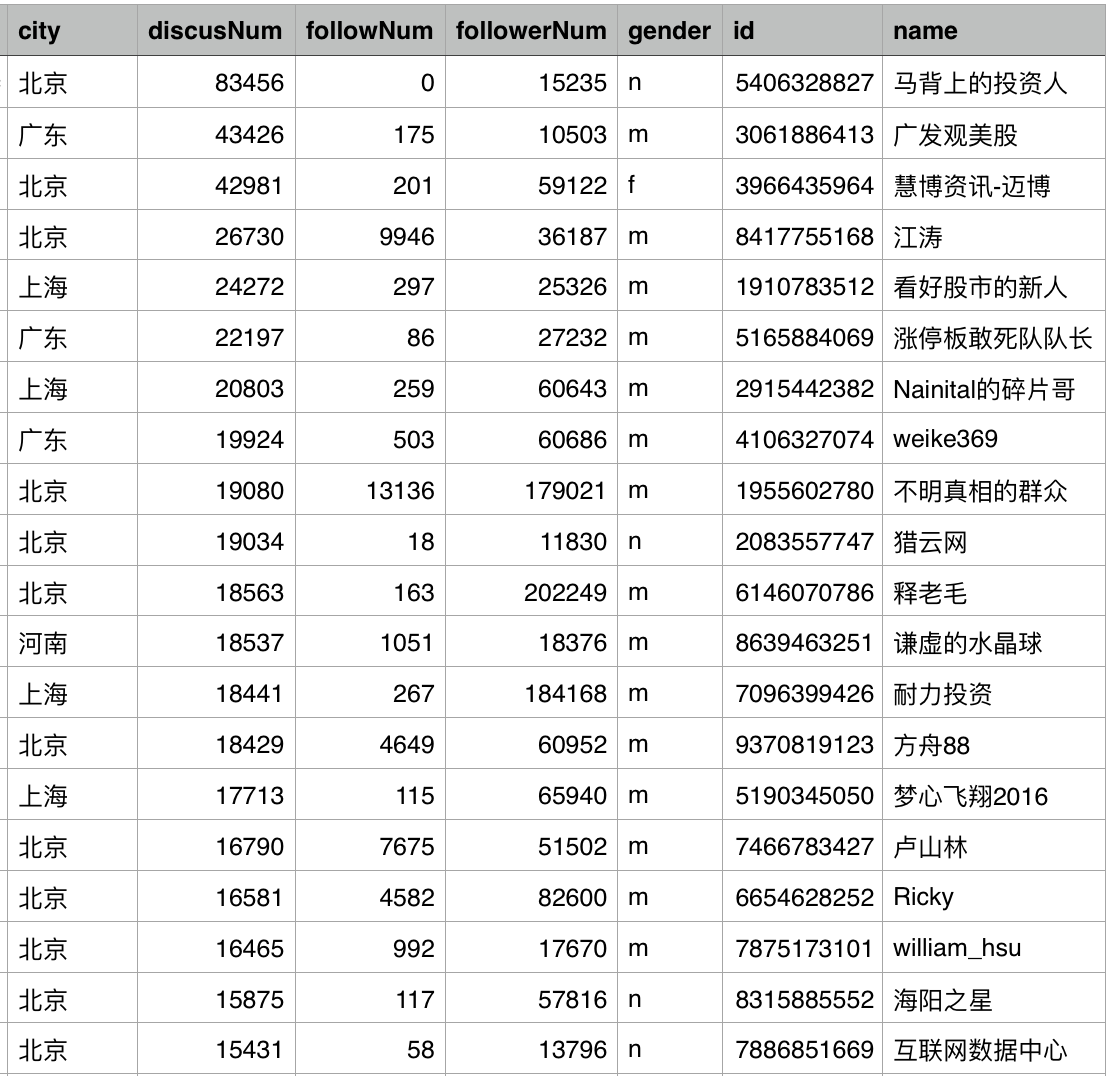 city discusNum followNum followerNum gender id name
北京 83456 0 15235 n 5406328827 马背上的投资人
广东 43426 175 10503 m 3061886413 广发观美股
北京 42981 201 59122 f 3966435964 慧博资讯-迈博
北京 26730 9946 36187 m 8417755168 江涛
上海 24272 297 25326 m 1910783512 看好股市的新人
广东 22197 86 27232 m 5165884069 涨停板敢死队队长
上海 20803 259 60643 m 2915442382 Nainital的碎片哥
广东 19924 503 60686 m 4106327074 weike369
北京 19080 13136 179021 m 1955602780 不明真相的群众
北京 19034 18 11830 n 2083557747 猎云网
北京 18563 163 202249 m 6146070786 释老毛
河南 18537 1051 18376 m 8639463251 谦虚的水晶球
上海 18441 267 184168 m 7096399426 耐力投资
北京 18429 4649 60952 m 9370819123 方舟88
上海 17713 115 65940 m 5190345050 梦心飞翔2016
北京 16790 7675 51502 m 7466783427 卢山林
北京 16581 4582 82600 m 6654628252 Ricky
北京 16465 992 17670 m 7875173101 william_hsu
北京 15875 117 57816 n 8315885552 海阳之星
北京 15431 58 13796 n 7886851669 互联网数据中心